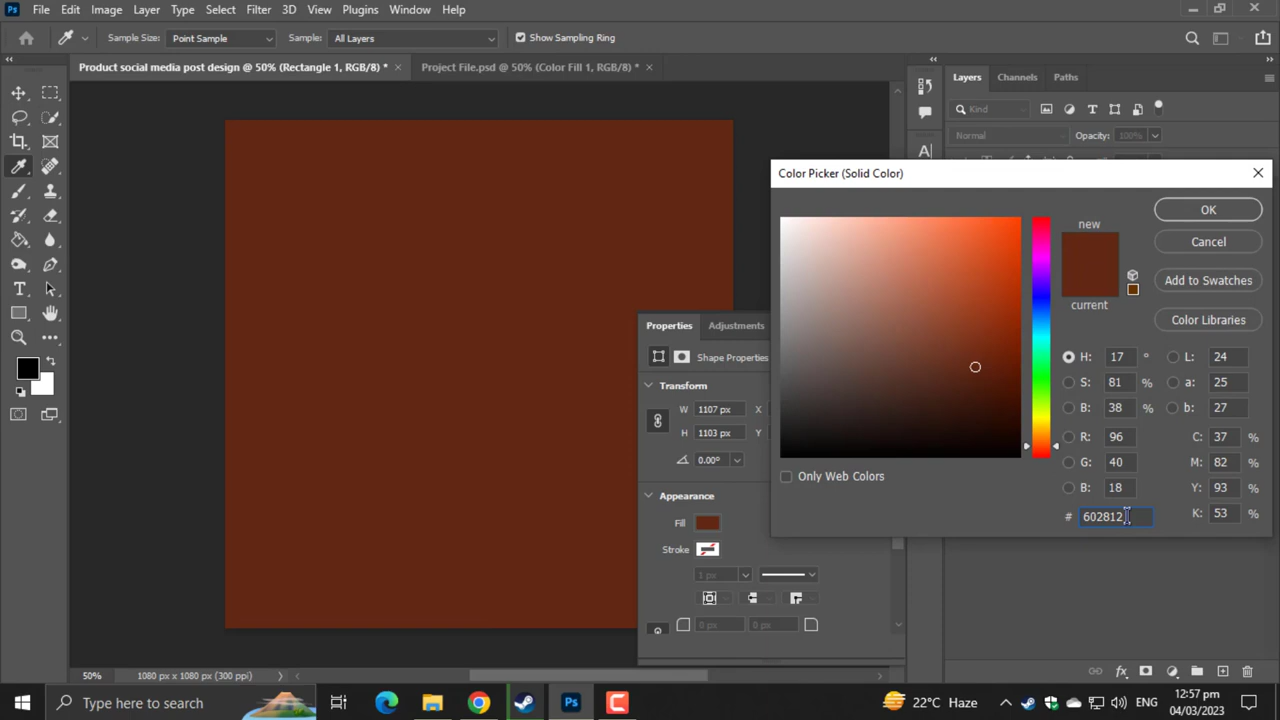 Ps File Edit Image Layer Type Select Filter 3D View Plugins Window Help
Sample Size: Point Sample Sample: All Layers Show Sampling Ring
Product social media post design @ 50% (Rectangle 1, RGB/8) * × Project File.psd @ 50% (Color Fill 1, RGB/8) * ×
Layers Channels Paths
Kind
Normal Opacity: 100%
Color Picker (Solid Color)
new
current
OK
Cancel
Add to Swatches
Color Libraries
H: 17 ° L: 24
S: 81 % a: 25
B: 38 % b: 27
R: 96 C: 37 %
G: 40 M: 82 %
B: 18 Y: 93 %
# 602812 K: 53 %
Only Web Colors
Properties Adjustments
Shape Properties
Transform
W 1107 px X
H 1103 px Y
0.00°
Appearance
Fill
Stroke
1 px
0 px 0 px
50% 1080 px x 1080 px (300 ppi)
Type here to search
22°C Haze
ENG
12:57 pm
04/03/2023